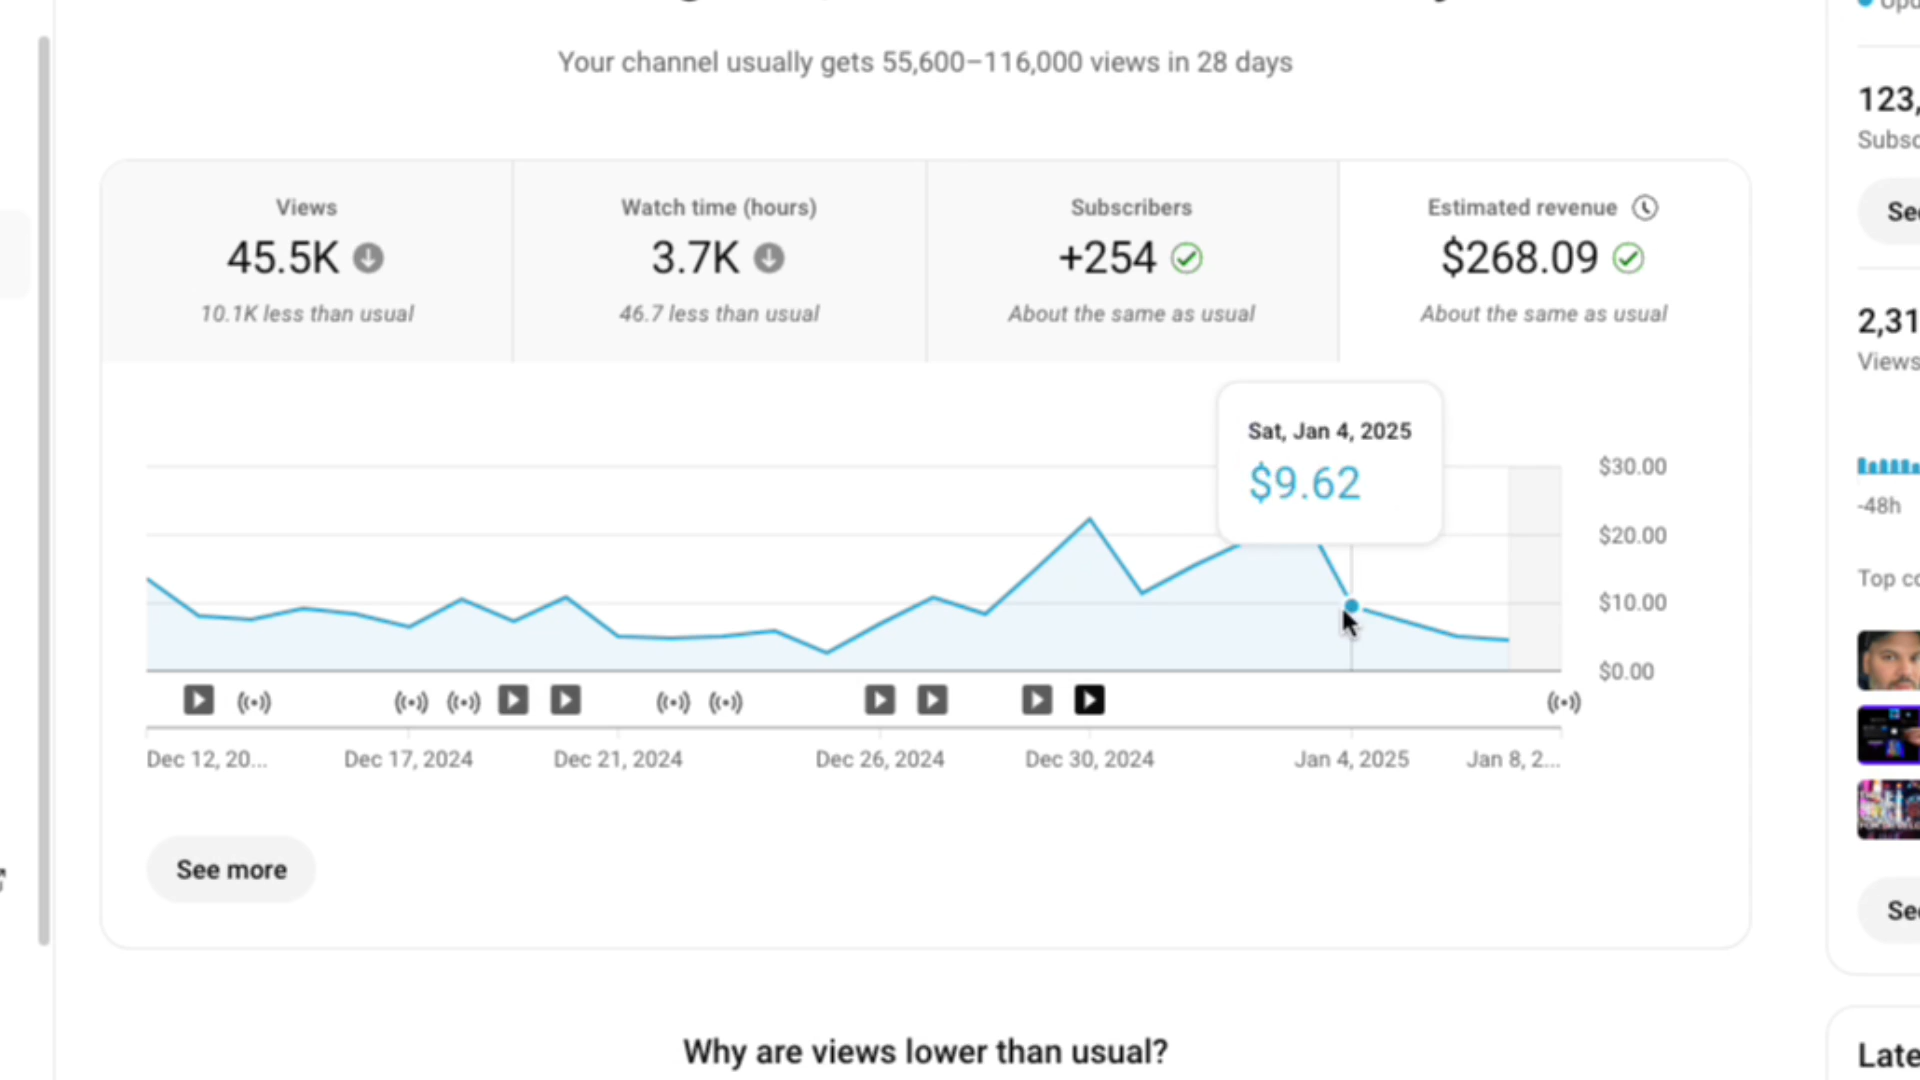 Your channel usually gets 55,600–116,000 views in 28 days
Views
45.5K
10.1K less than usual
Watch time (hours)
3.7K
46.7 less than usual
Subscribers
+254
About the same as usual
Estimated revenue
$268.09
About the same as usual
Sat, Jan 4, 2025
$9.62
$30.00
$20.00
$10.00
$0.00
Dec 12, 20...
Dec 17, 2024
Dec 21, 2024
Dec 26, 2024
Dec 30, 2024
Jan 4, 2025
Jan 8, 2...
See more
Why are views lower than usual?
123,
Subsc
See
2,31
Views
-48h
Top co
See
Late